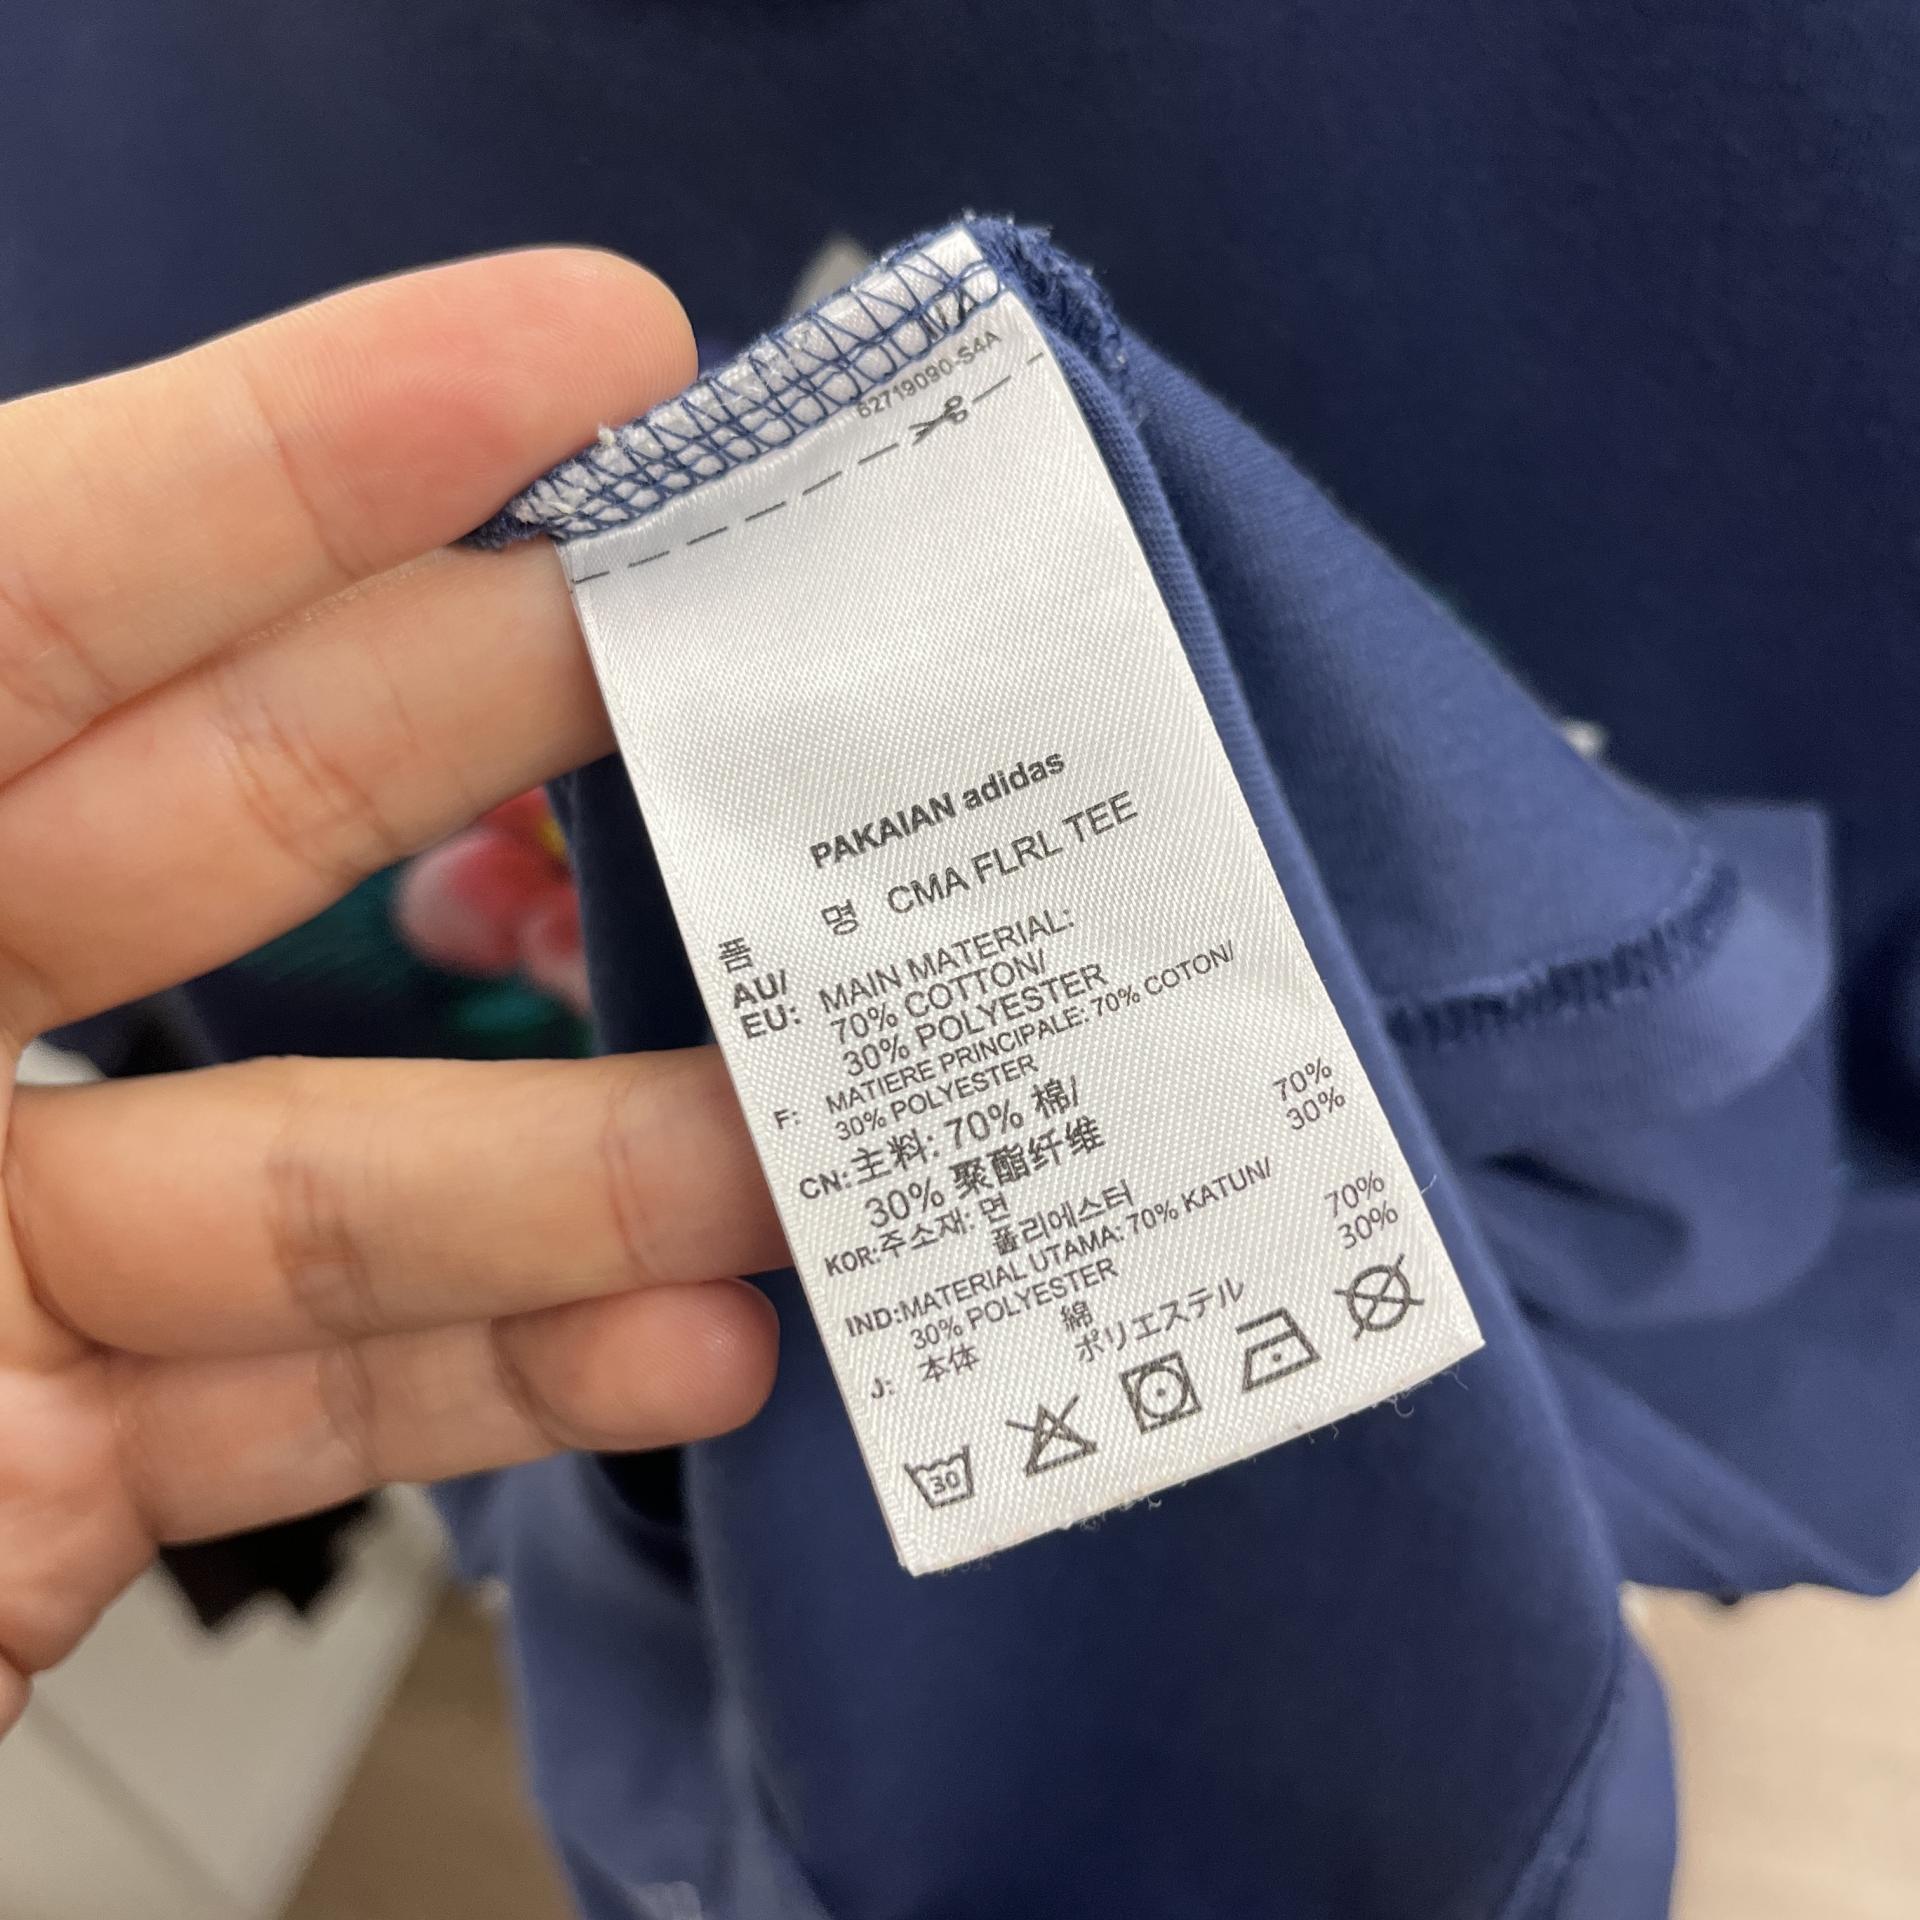 62719090-S4A
PAKAIAN adidas
품 명 CMA FLRL TEE
AU/
EU: MAIN MATERIAL:
70% COTTON/
30% POLYESTER
F: MATIERE PRINCIPALE: 70% COTON/
30% POLYESTER
CN: 主料: 70% 棉/
30% 聚酯纤维
KOR: 주소재: 면 70%
폴리에스터 30%
IND: MATERIAL UTAMA: 70% KATUN/
30% POLYESTER
J: 本体 綿 70%
ポリエステル 30%
30